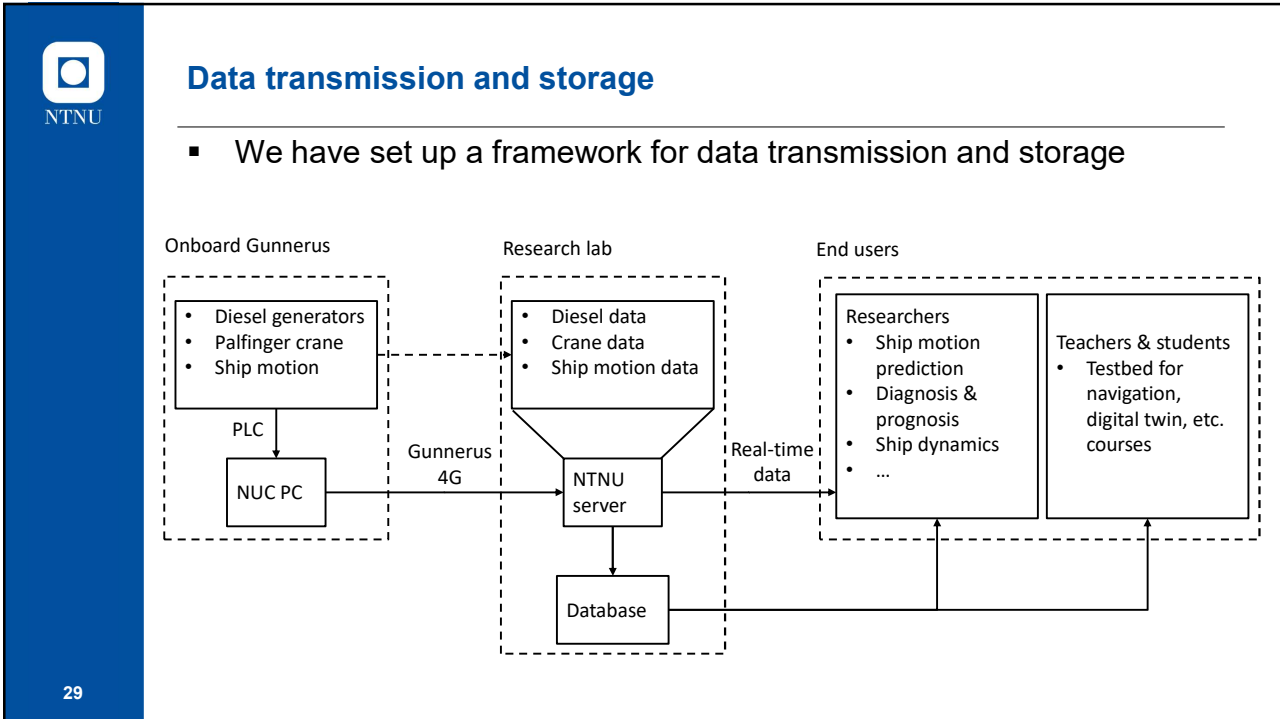 NTNU
Data transmission and storage
▪ We have set up a framework for data transmission and storage
Onboard Gunnerus
• Diesel generators
• Palfinger crane
• Ship motion
PLC
NUC PC
Gunnerus
4G
Research lab
• Diesel data
• Crane data
• Ship motion data
NTNU
server
Database
Real-time
data
End users
Researchers
• Ship motion
prediction
• Diagnosis &
prognosis
• Ship dynamics
• ...
Teachers & students
• Testbed for
navigation,
digital twin, etc.
courses
29